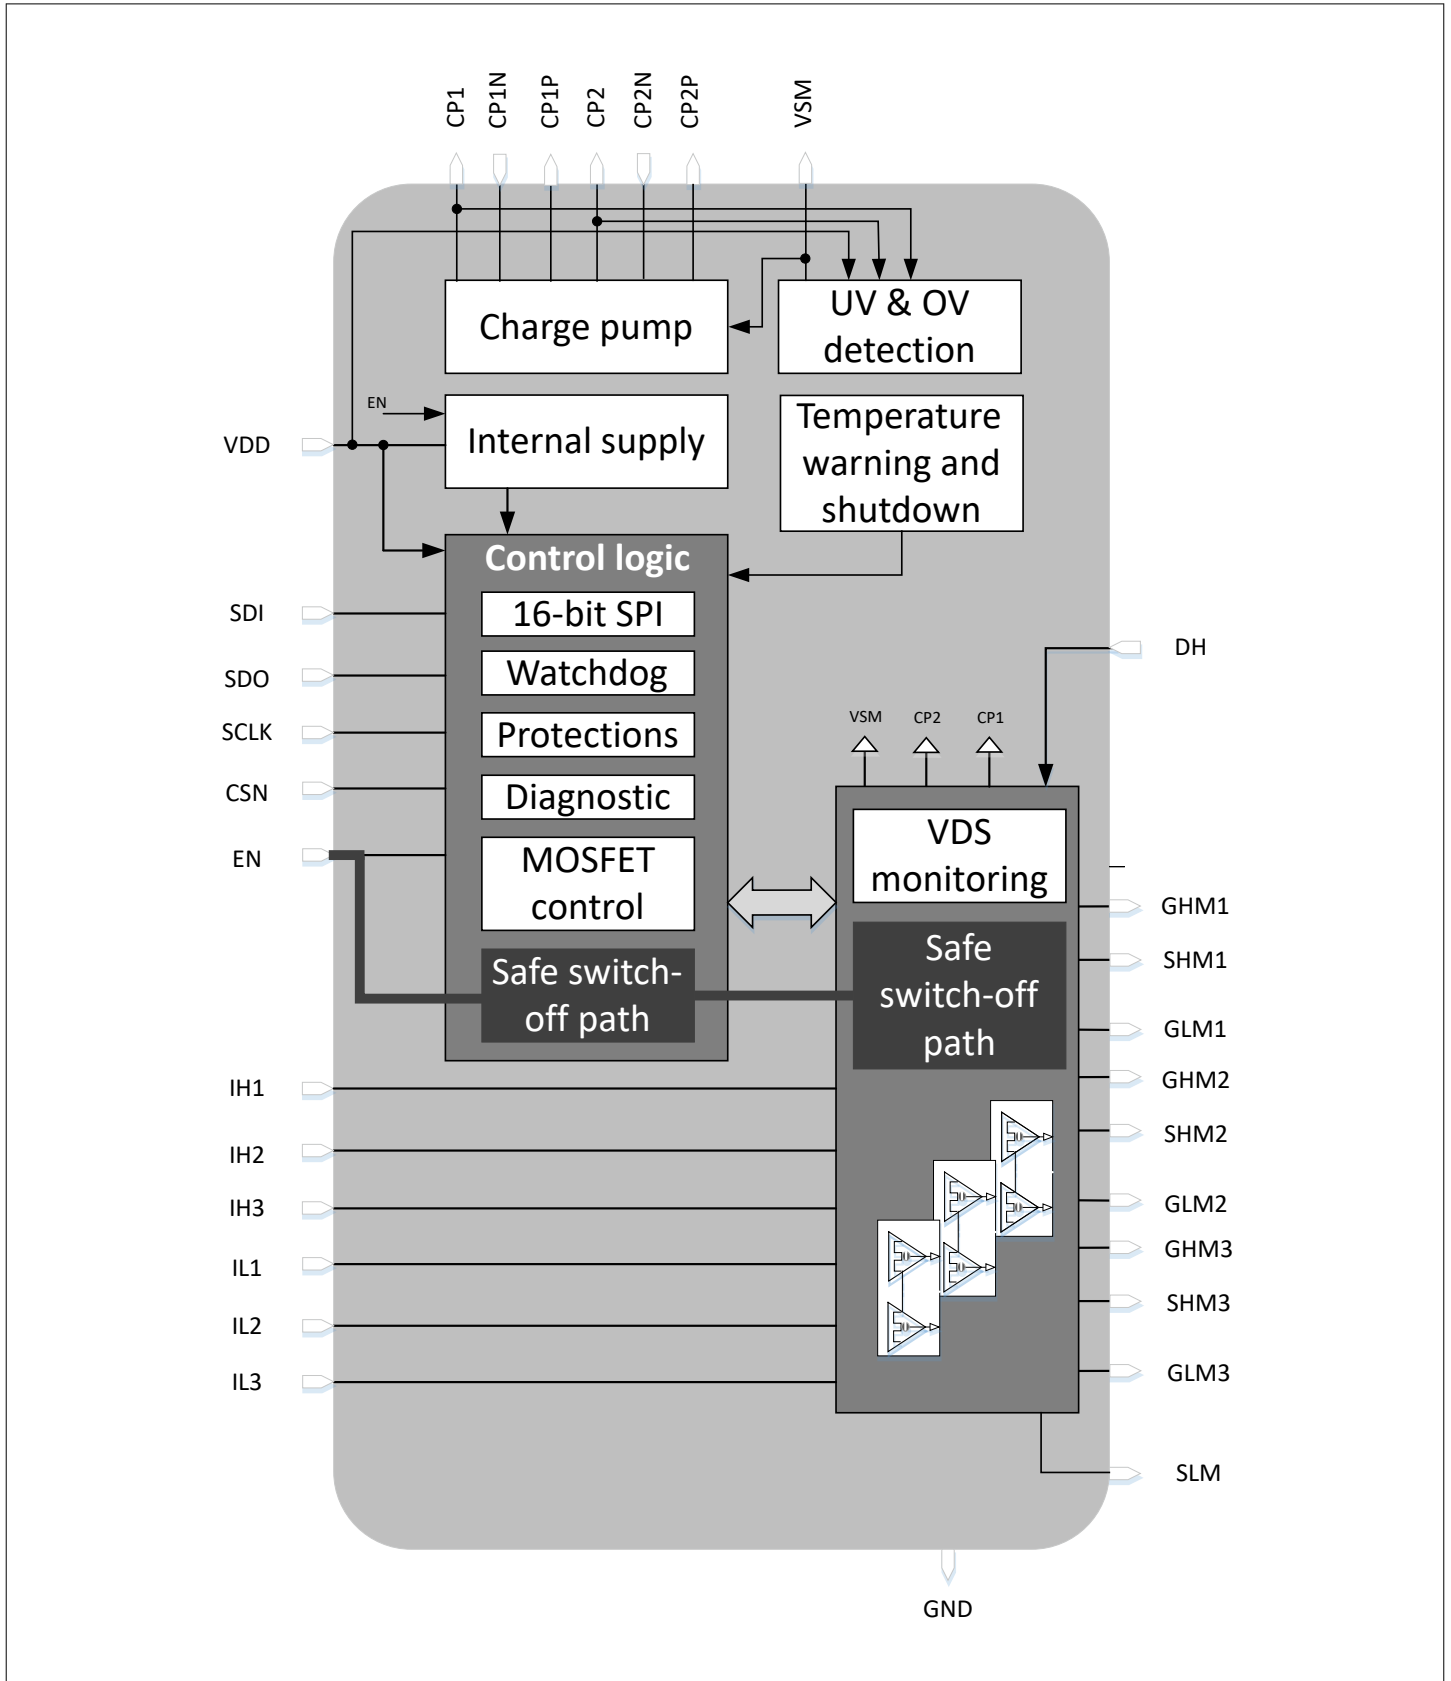 CP1
CP1N
CP1P
CP2
CP2N
CP2P
VSM
Charge pump
UV & OV
detection
EN
Internal supply
VDD
Temperature
warning and
shutdown
Control logic
16-bit SPI
SDI
Watchdog
SDO
Protections
SCLK
Diagnostic
CSN
MOSFET
control
EN
Safe switch-
off path
DH
VSM
CP2
CP1
VDS
monitoring
Safe
switch-off
path
GHM1
SHM1
GLM1
GHM2
SHM2
GLM2
GHM3
SHM3
GLM3
SLM
IH1
IH2
IH3
IL1
IL2
IL3
GND